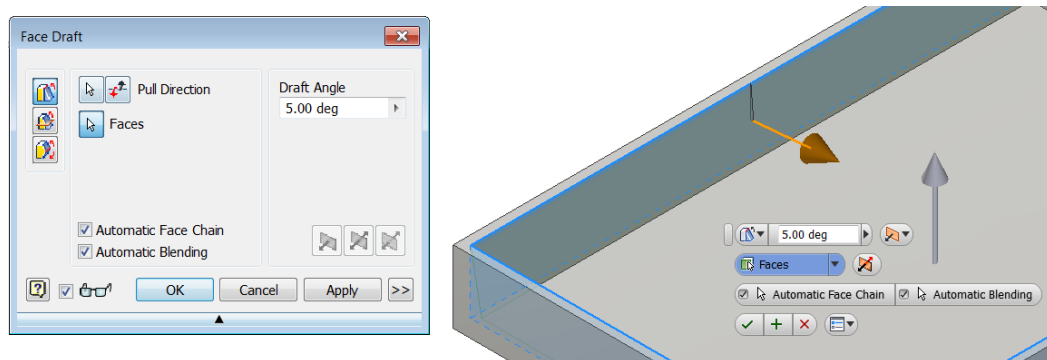 Face Draft
Pull Direction
Draft Angle
5.00 deg
Faces
Automatic Face Chain
Automatic Blending
OK
Cancel
Apply
>>
5.00 deg
Faces
Automatic Face Chain
Automatic Blending